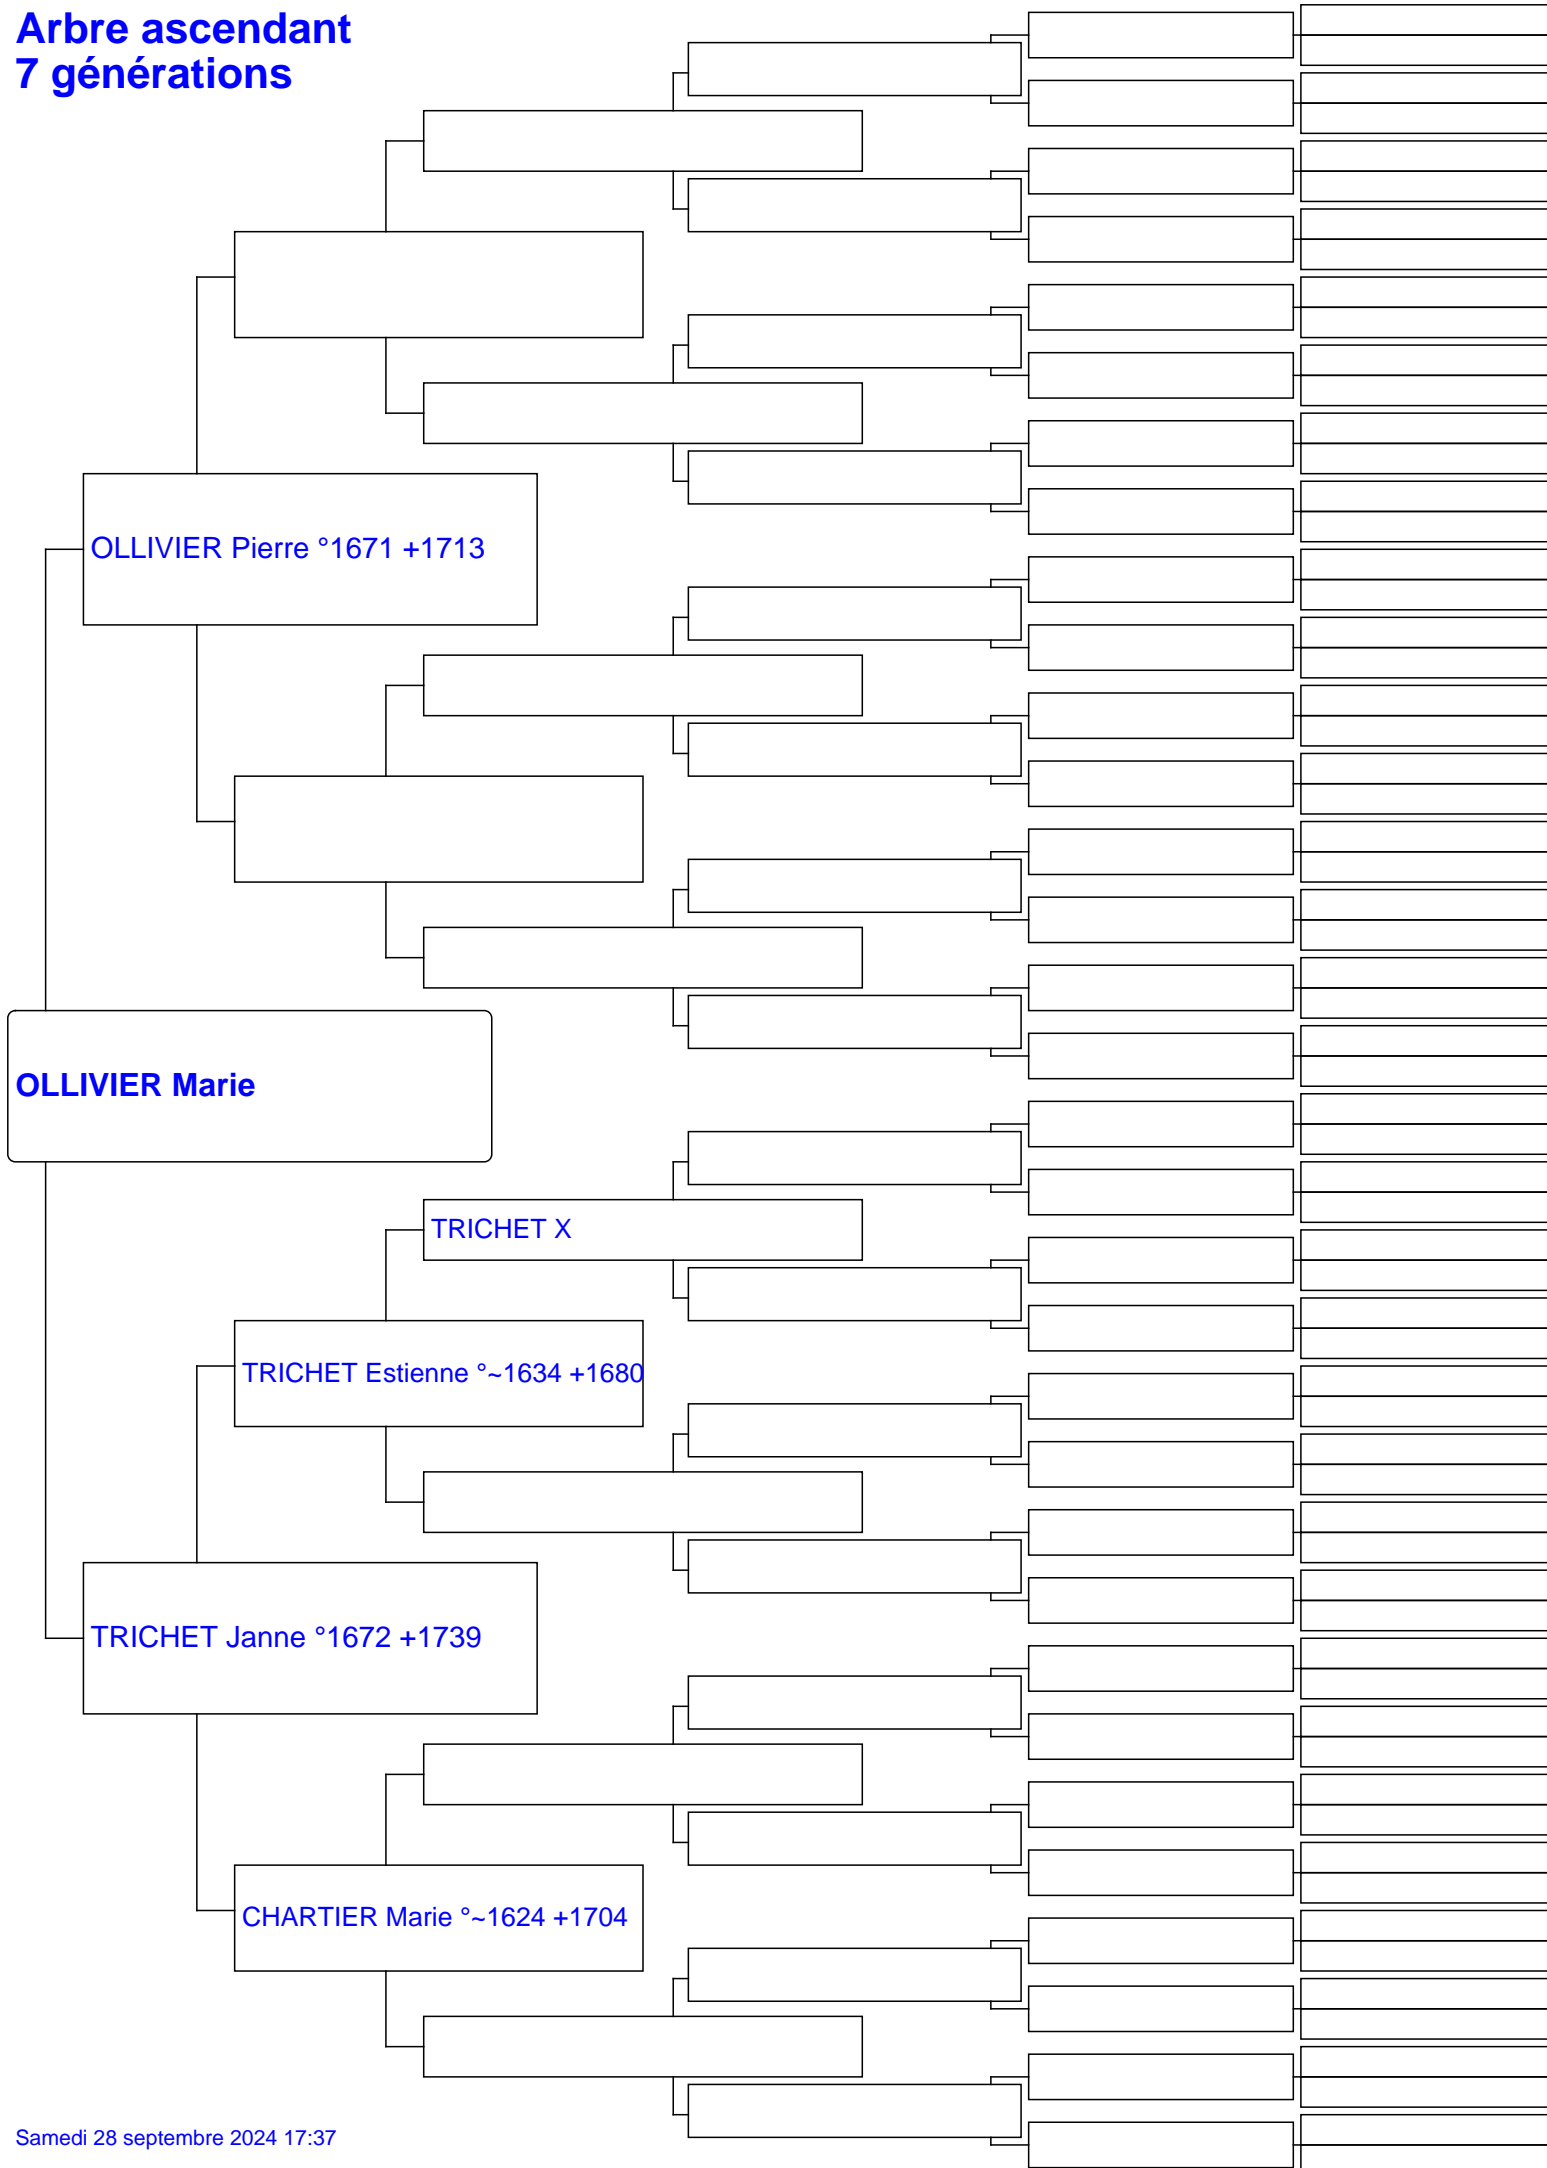 Arbre ascendant
7 générations
OLLIVIER Pierre °1671 +1713
OLLIVIER Marie
TRICHET X
TRICHET Estienne °~1634 +1680
TRICHET Janne °1672 +1739
CHARTIER Marie °~1624 +1704
Samedi 28 septembre 2024 17:37